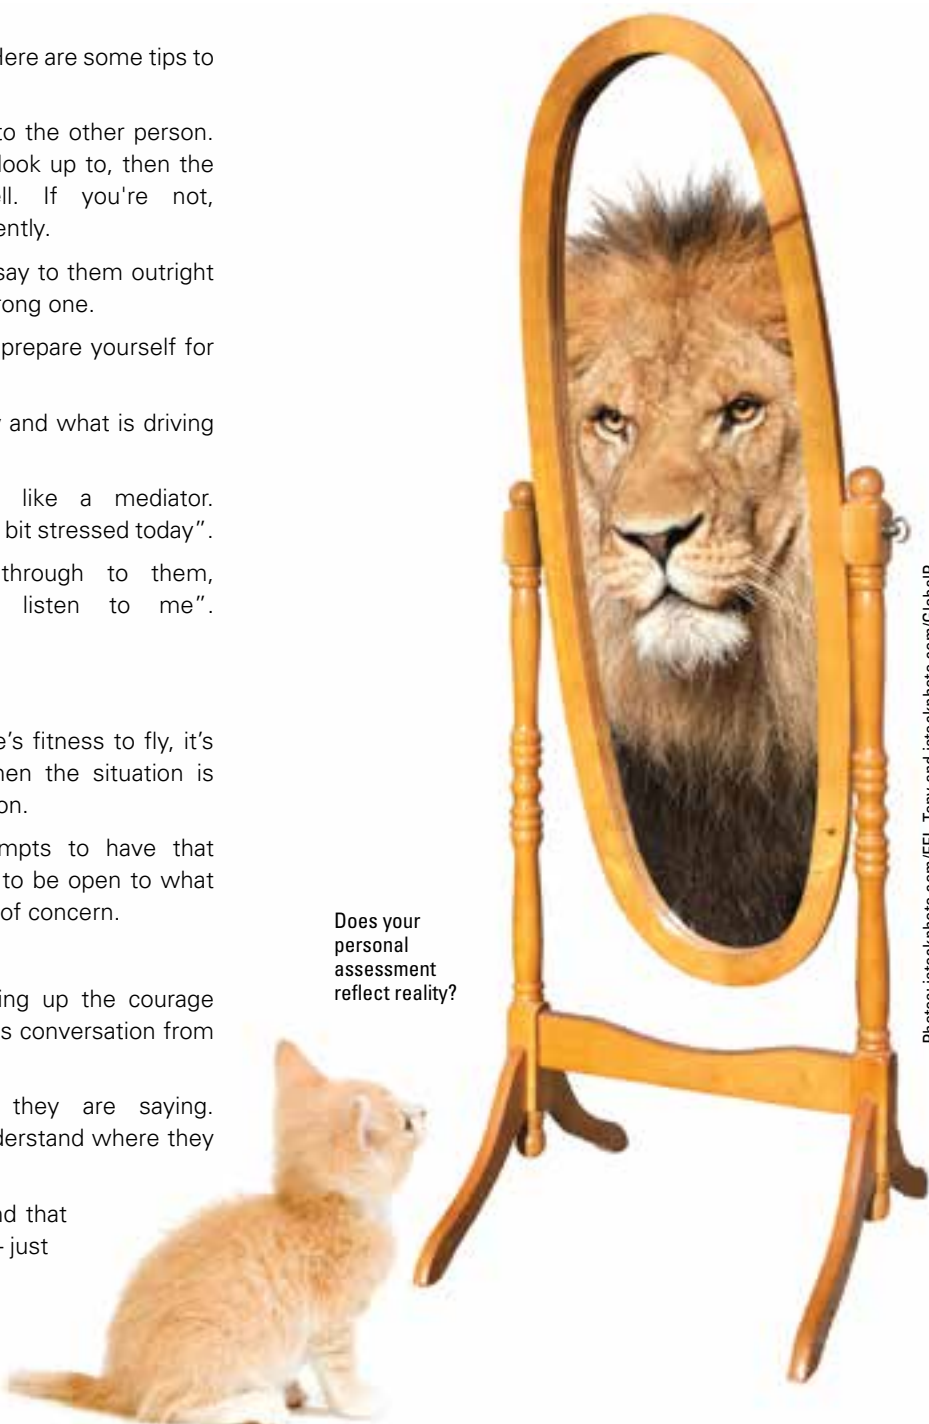 Here are some tips to
to the other person.
look up to, then the
ell. If you're not,
ently.
say to them outright
rong one.
prepare yourself for
and what is driving
like a mediator.
bit stressed today”.
through to them,
listen to me”.
e’s fitness to fly, it’s
hen the situation is
on.
mpts to have that
to be open to what
of concern.
ing up the courage
s conversation from
they are saying.
derstand where they
nd that
- just
Does your
personal
assessment
reflect reality?